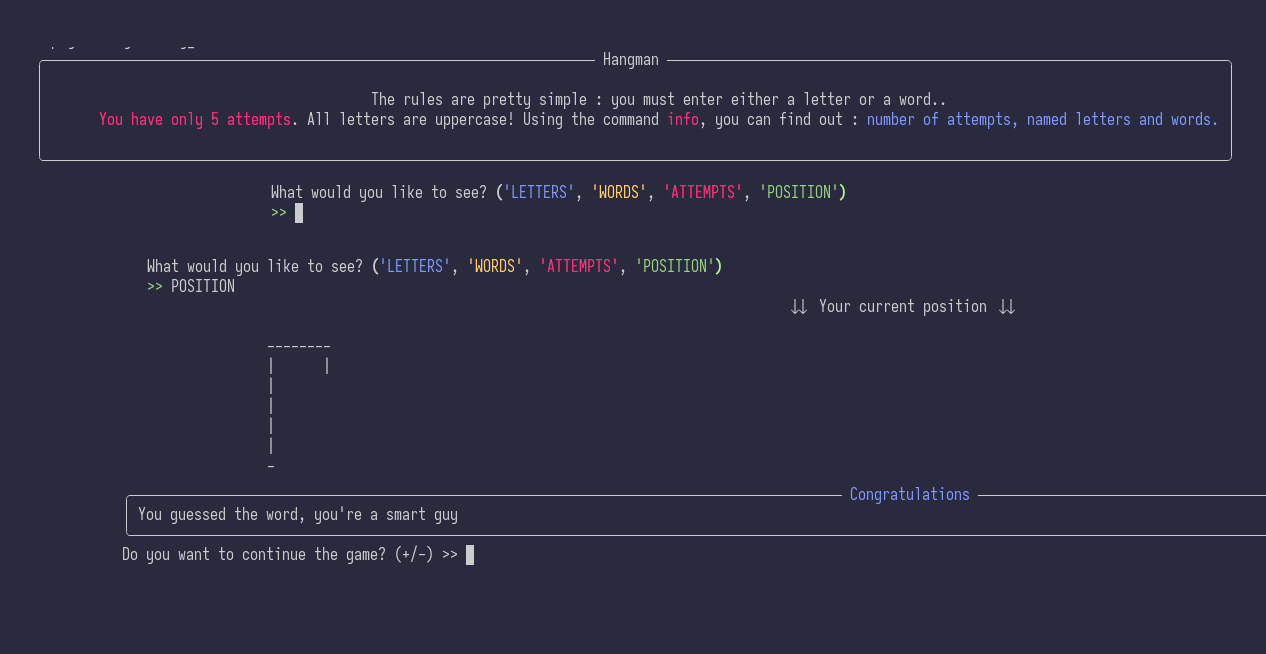 Hangman
The rules are pretty simple : you must enter either a letter or a word..
You have only 5 attempts. All letters are uppercase! Using the command info, you can find out : number of attempts, named letters and words.
What would you like to see? ('LETTERS', 'WORDS', 'ATTEMPTS', 'POSITION')
>>
What would you like to see? ('LETTERS', 'WORDS', 'ATTEMPTS', 'POSITION')
>> POSITION
⇊ Your current position ⇊
Congratulations
You guessed the word, you're a smart guy
Do you want to continue the game? (+/-) >>